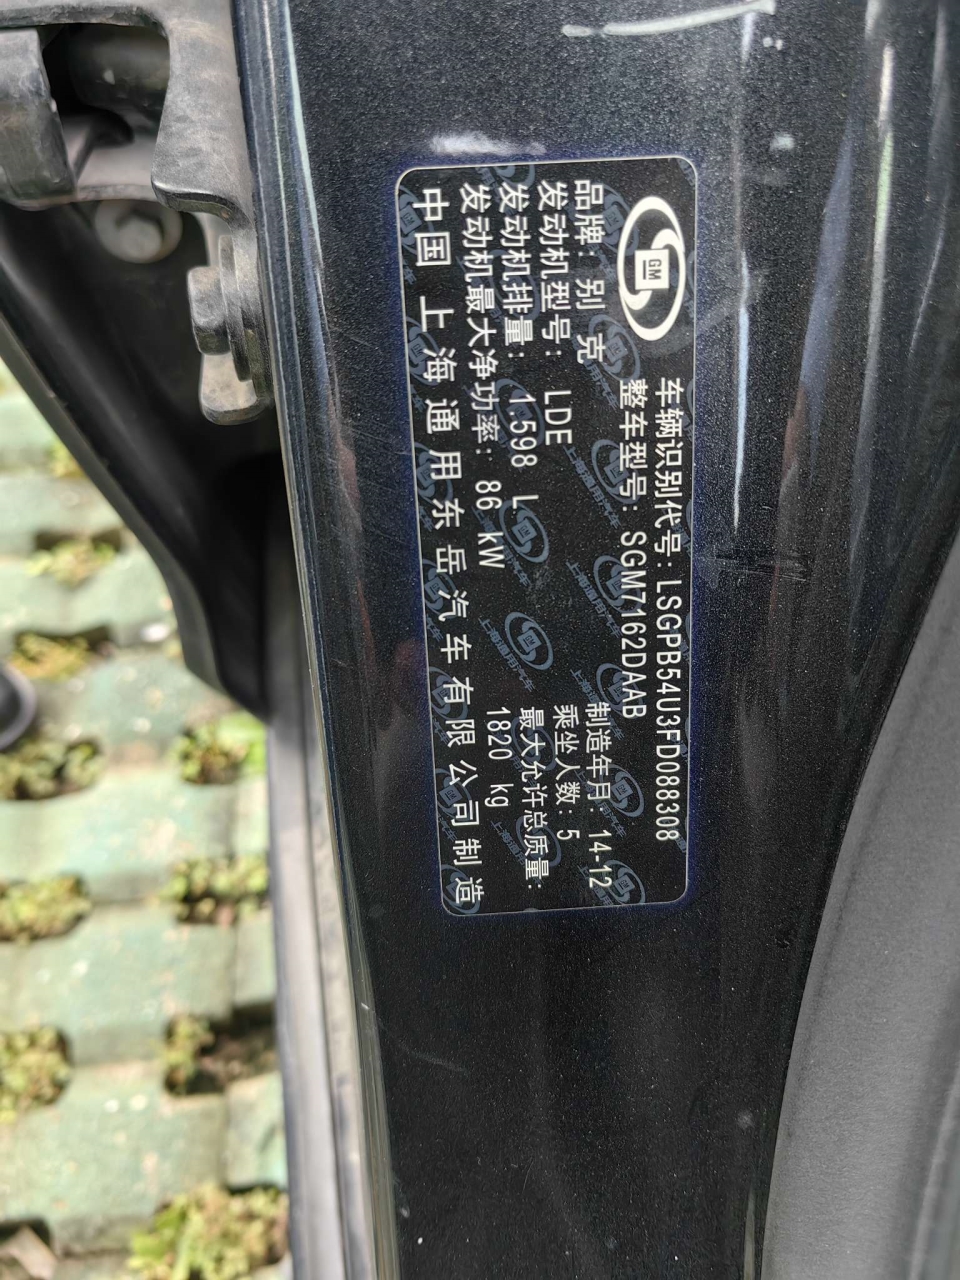 GM
车辆识别代号: LSGPB54U3FD088308
整车型号: SGM7162DAAB
品牌: 别克
制造年月: 14-12
发动机型号: LDE
乘坐人数: 5
发动机排量: 1.598 L
最大允许总质量:
发动机最大净功率: 86 kW
1820 kg
中国上海通用东岳汽车有限公司制造